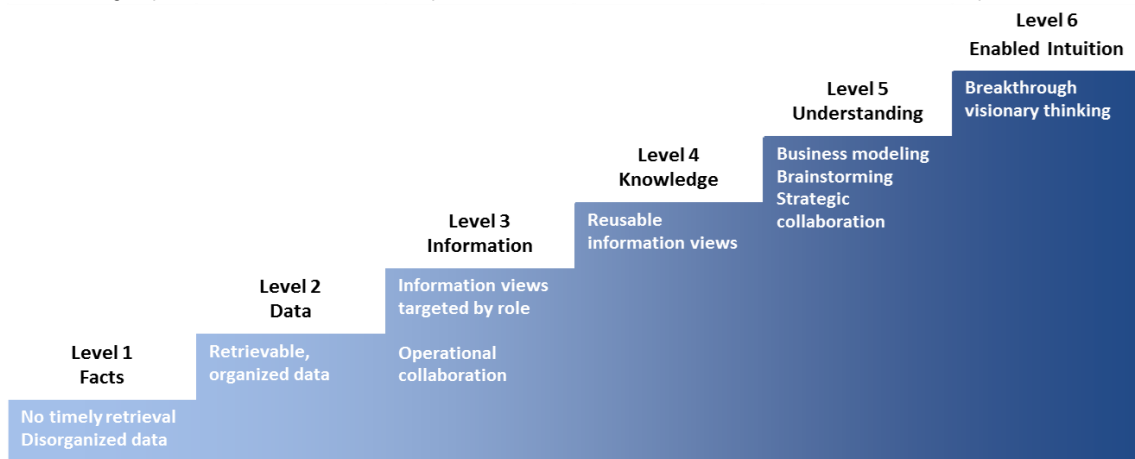 Level 1
Facts
No timely retrieval
Disorganized data
Level 2
Data
Retrievable,
organized data
Level 3
Information
Information views
targeted by role
Operational
collaboration
Level 4
Knowledge
Reusable
information views
Level 5
Understanding
Business modeling
Brainstorming
Strategic
collaboration
Level 6
Enabled Intuition
Breakthrough
visionary thinking